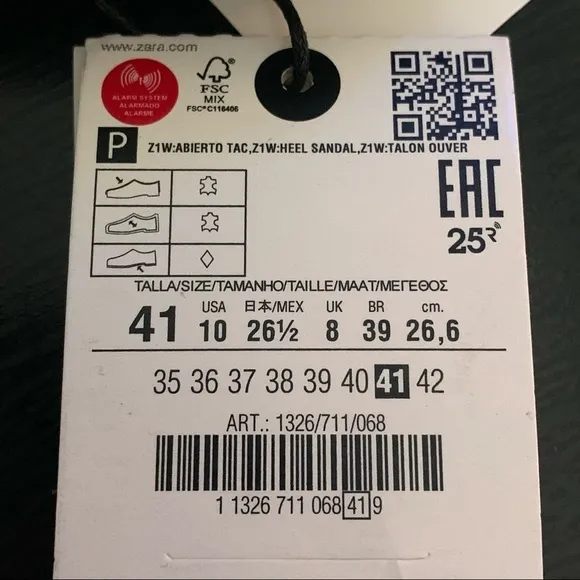 www.zara.com
ALARM SYSTEM
ALARMADO
ALARME
FSC
MIX
FSC® C116406
P
Z1W:ABIERTO TAC,Z1W:HEEL SANDAL,Z1W:TALON OUVER
EAC
25R
TALLA/SIZE/TAMANHO/TAILLE/MAAT/ΜΕΓΕΘΟΣ
USA 日本/MEX UK BR cm.
41 10 26½ 8 39 26,6
35 36 37 38 39 40 41 42
ART.: 1326/711/068
1 1326 711 068 41 9